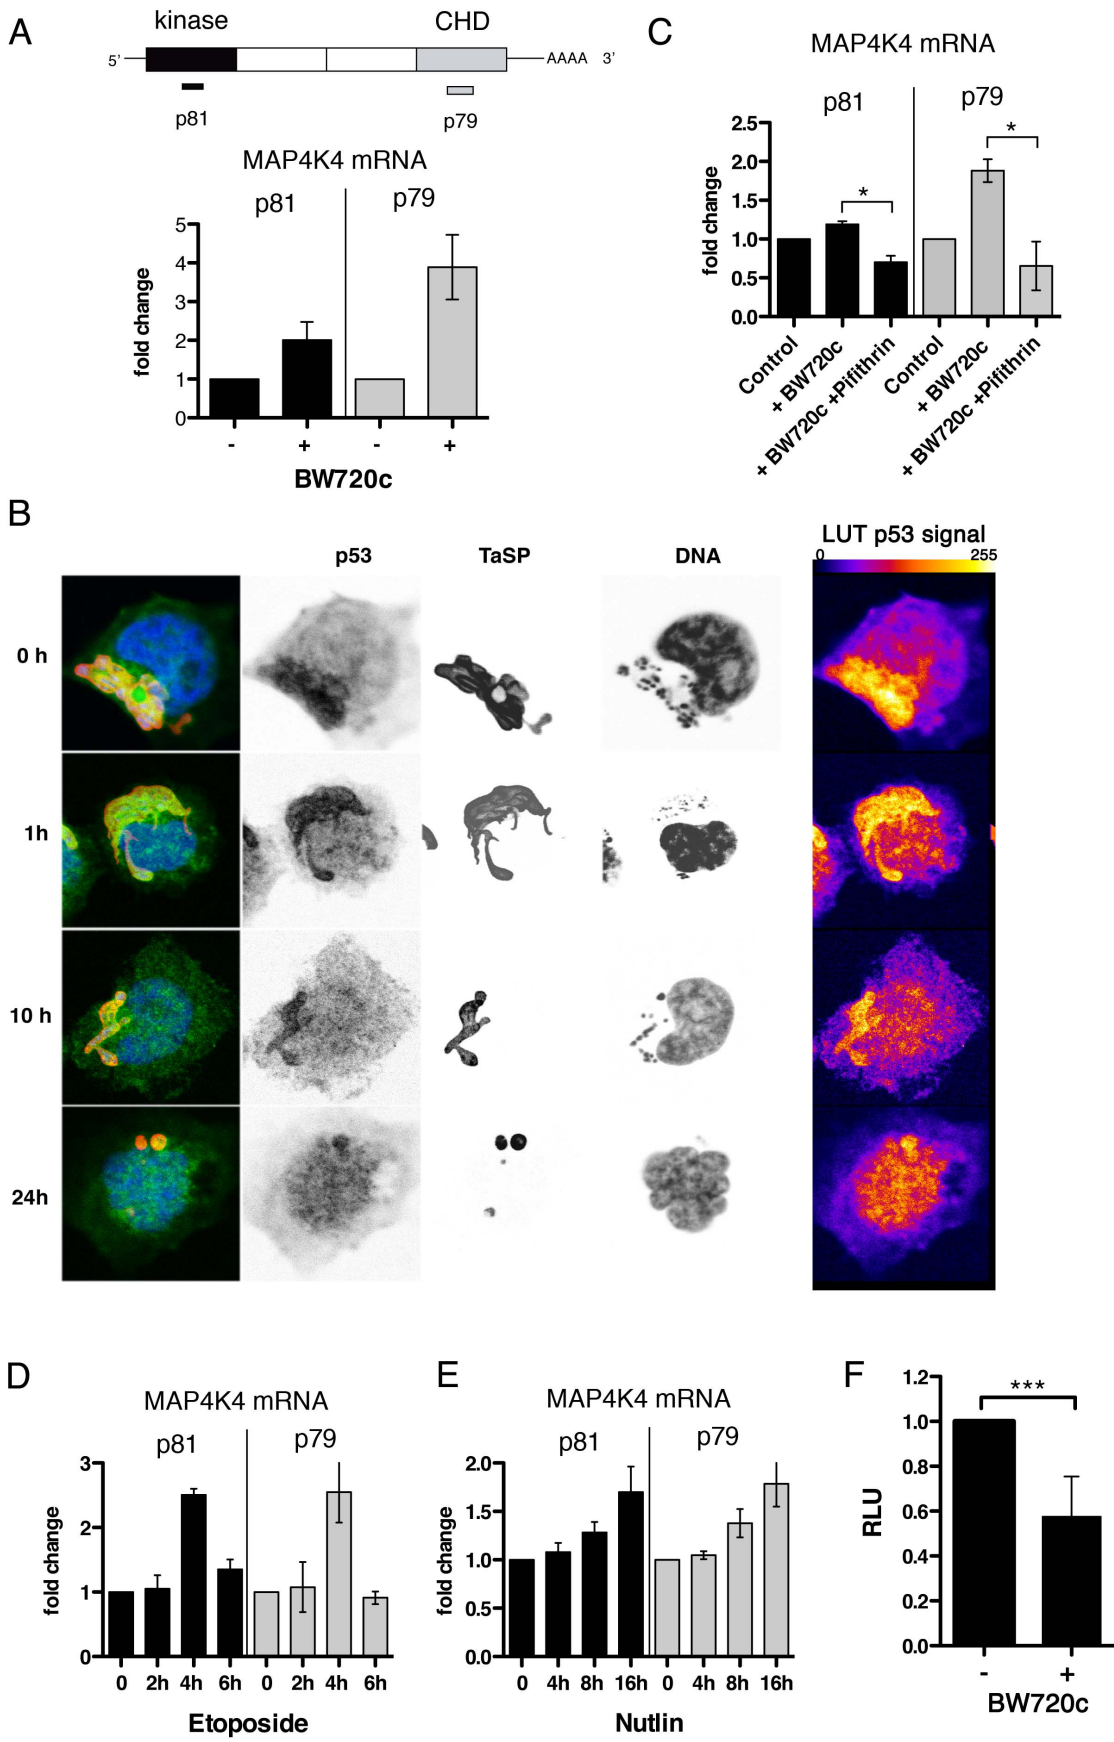 A
kinase CHD
5' AAAA 3'
p81 p79
MAP4K4 mRNA
p81 p79
fold change
5
4
3
2
1
0
- + - +
BW720c
C
MAP4K4 mRNA
p81 p79
fold change
2.5
2.0
1.5
1.0
0.5
0.0
* *
Control
+ BW720c
+ BW720c +Pifithrin
Control
+ BW720c
+ BW720c +Pifithrin
B
p53 TaSP DNA LUT p53 signal
0 255
0 h
1h
10 h
24h
D
MAP4K4 mRNA
p81 p79
fold change
3
2
1
0
0 2h 4h 6h 0 2h 4h 6h
Etoposide
E
MAP4K4 mRNA
p81 p79
fold change
2.0
1.5
1.0
0.5
0.0
0 4h 8h 16h 0 4h 8h 16h
Nutlin
F
***
RLU
1.2
1.0
0.8
0.6
0.4
0.2
0.0
- +
BW720c